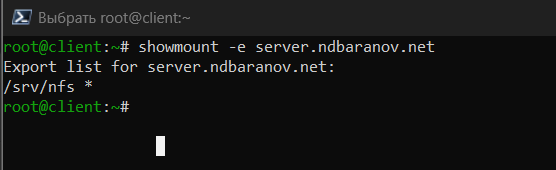 Выбрать root@client:~
root@client:~# showmount -e server.ndbaranov.net
Export list for server.ndbaranov.net:
/srv/nfs *
root@client:~#